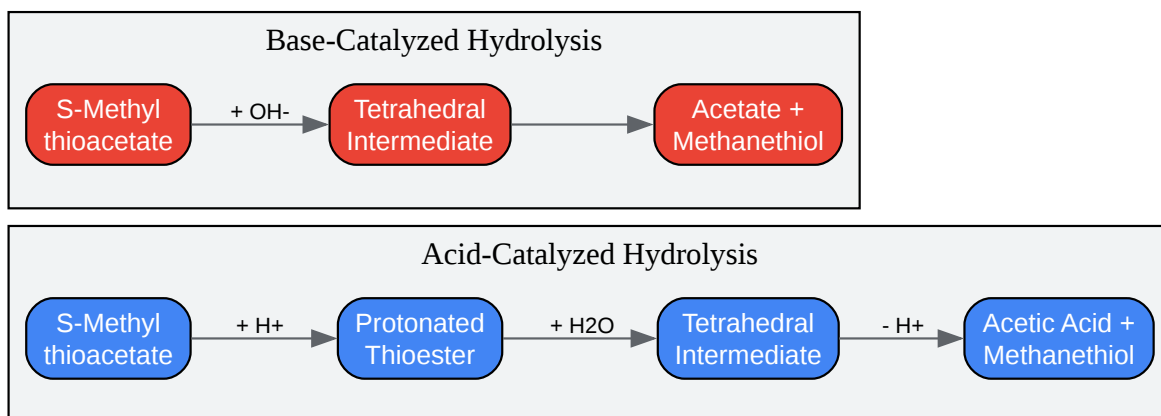 Base-Catalyzed Hydrolysis
S-Methyl
thioacetate
+ OH-
Tetrahedral
Intermediate
Acetate +
Methanethiol
Acid-Catalyzed Hydrolysis
S-Methyl
thioacetate
+ H+
Protonated
Thioester
+ H2O
Tetrahedral
Intermediate
- H+
Acetic Acid +
Methanethiol